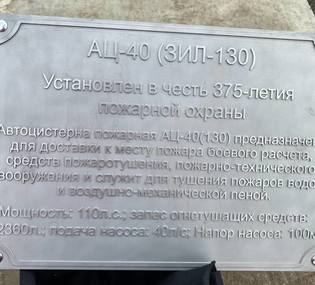 АЦ-40 (ЗИЛ-130)
Установлен в честь 375-летия
пожарной охраны
Автоцистерна пожарная АЦ-40(130) предназначен
для доставки к месту пожара боевого расчета,
средств пожаротушения, пожарно-технического
вооружания и служит для тушения пожаров водо
и воздушно-механической пеной.
Мощность: 110л.с.; запас огнетушащих средств:
2360л.; подача насоса: 40л/с; Напор насоса: 100м